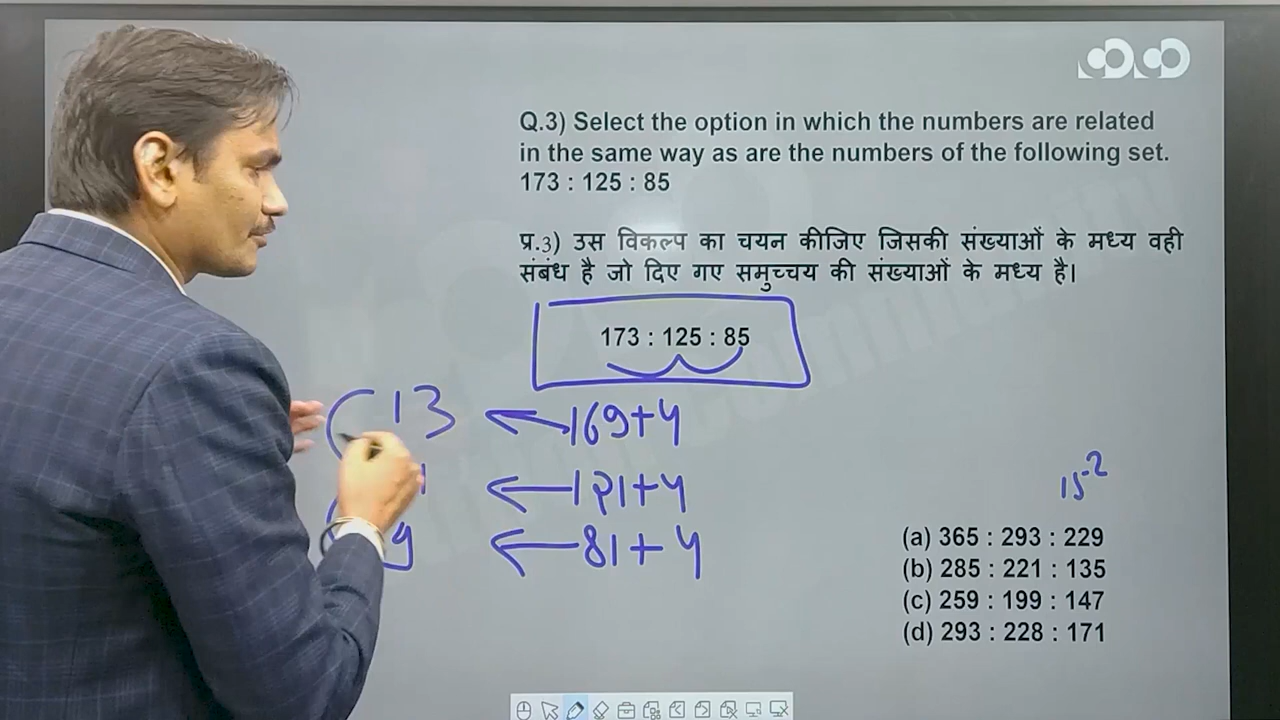 Q.3) Select the option in which the numbers are related
in the same way as are the numbers of the following set.
173 : 125 : 85
प्र.3) उस विकल्प का चयन कीजिए जिसकी संख्याओं के मध्य वही
संबंध है जो दिए गए समुच्चय की संख्याओं के मध्य है।
173 : 125 : 85
13 ← 169+4
← 121+4
9 ← 81+4
15²
(a) 365 : 293 : 229
(b) 285 : 221 : 135
(c) 259 : 199 : 147
(d) 293 : 228 : 171